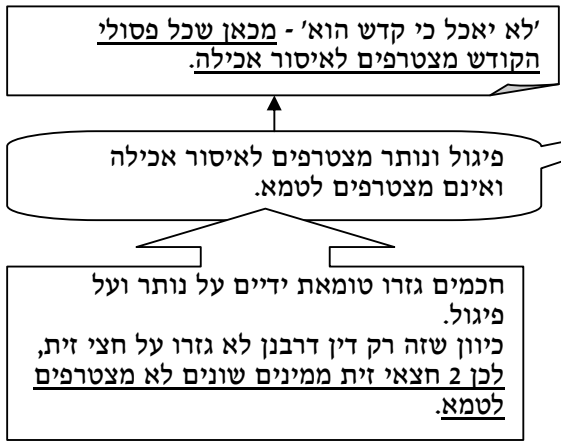 'לא יאכל כי קדש הוא' - מכאן שכל פסולי
הקודש מצטרפים לאיסור אכילה.
פיגול ונותר מצטרפים לאיסור אכילה
ואינם מצטרפים לטמא.
חכמים גזרו טומאת ידיים על נותר ועל
פיגול.
כיוון שזה רק דין דרבנן לא גזרו על חצי זית,
לכן 2 חצאי זית ממינים שונים לא מצטרפים
לטמא.